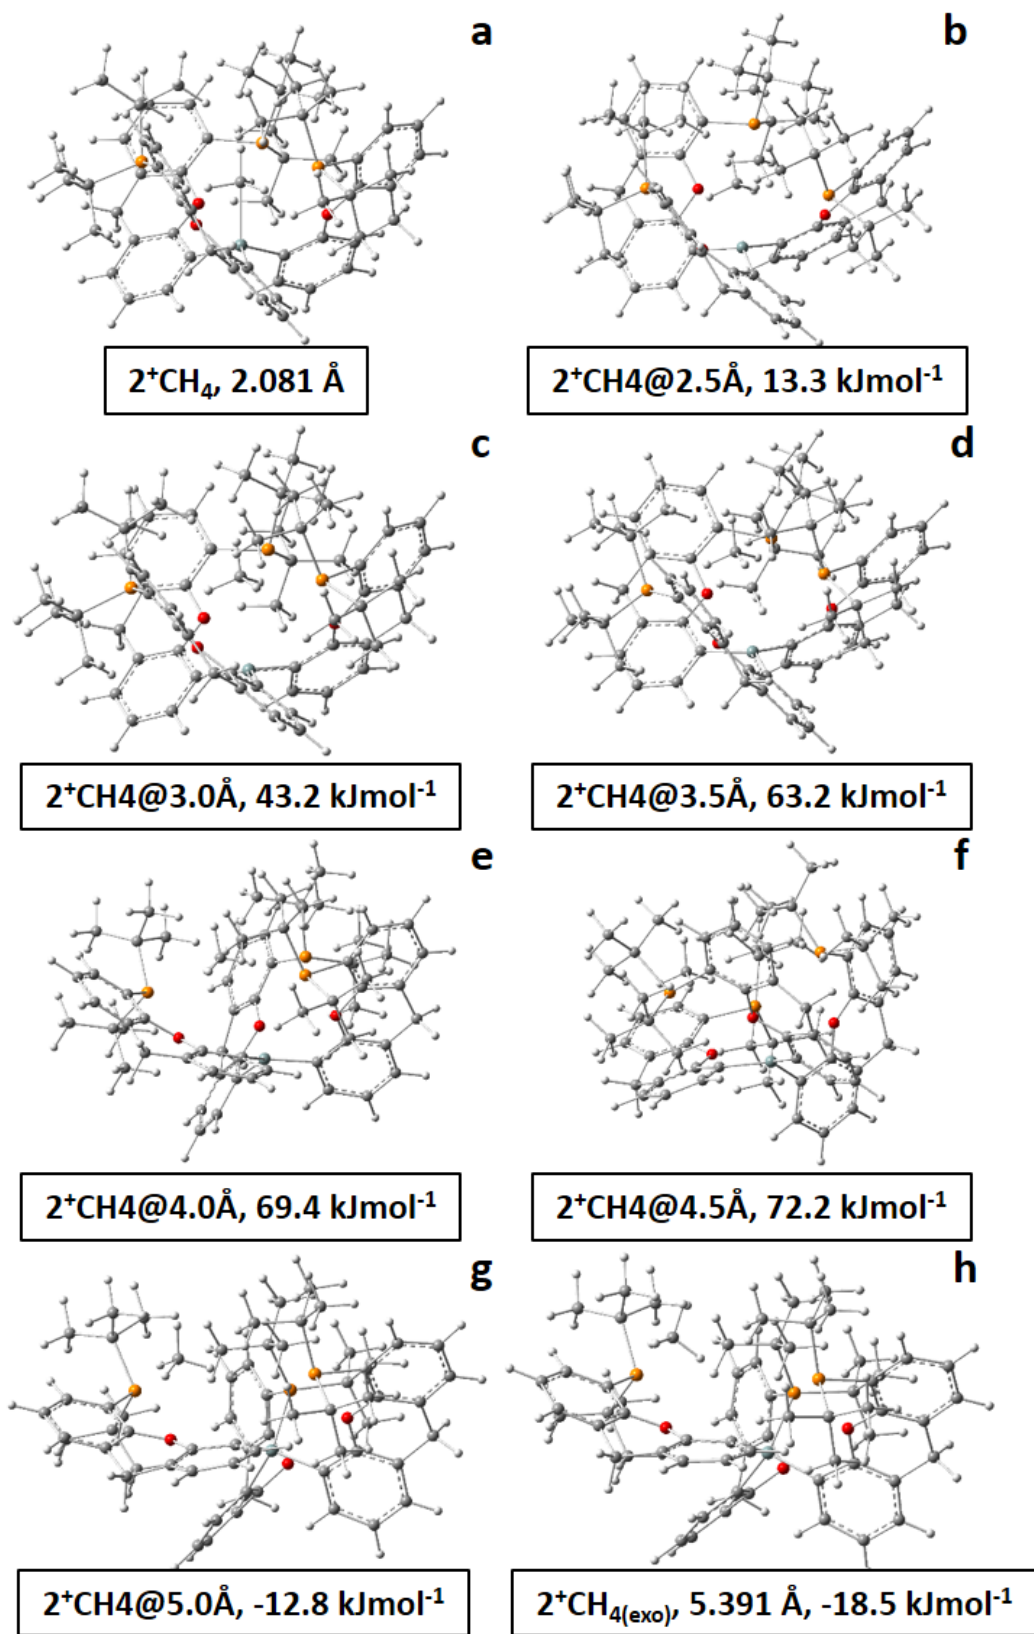 a
b
2⁺CH₄, 2.081 Å
2⁺CH4@2.5Å, 13.3 kJmol⁻¹
c
d
2⁺CH4@3.0Å, 43.2 kJmol⁻¹
2⁺CH4@3.5Å, 63.2 kJmol⁻¹
e
f
2⁺CH4@4.0Å, 69.4 kJmol⁻¹
2⁺CH4@4.5Å, 72.2 kJmol⁻¹
g
h
2⁺CH4@5.0Å, -12.8 kJmol⁻¹
2⁺CH₄₍ₑₓₒ₎, 5.391 Å, -18.5 kJmol⁻¹